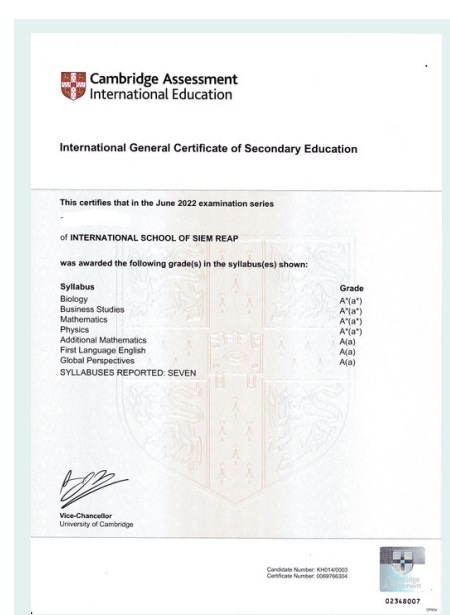 Cambridge Assessment
International Education
International General Certificate of Secondary Education
This certifies that in the June 2022 examination series
of INTERNATIONAL SCHOOL OF SIEM REAP
was awarded the following grade(s) in the syllabus(es) shown:
Syllabus Grade
Biology A*(a*)
Business Studies A*(a*)
Mathematics A*(a*)
Physics A*(a*)
Additional Mathematics A(a)
First Language English A(a)
Global Perspectives A(a)
SYLLABUSES REPORTED: SEVEN
Vice-Chancellor
University of Cambridge
Candidate Number: KH014/0003
Certificate Number: 0069766304
02348007